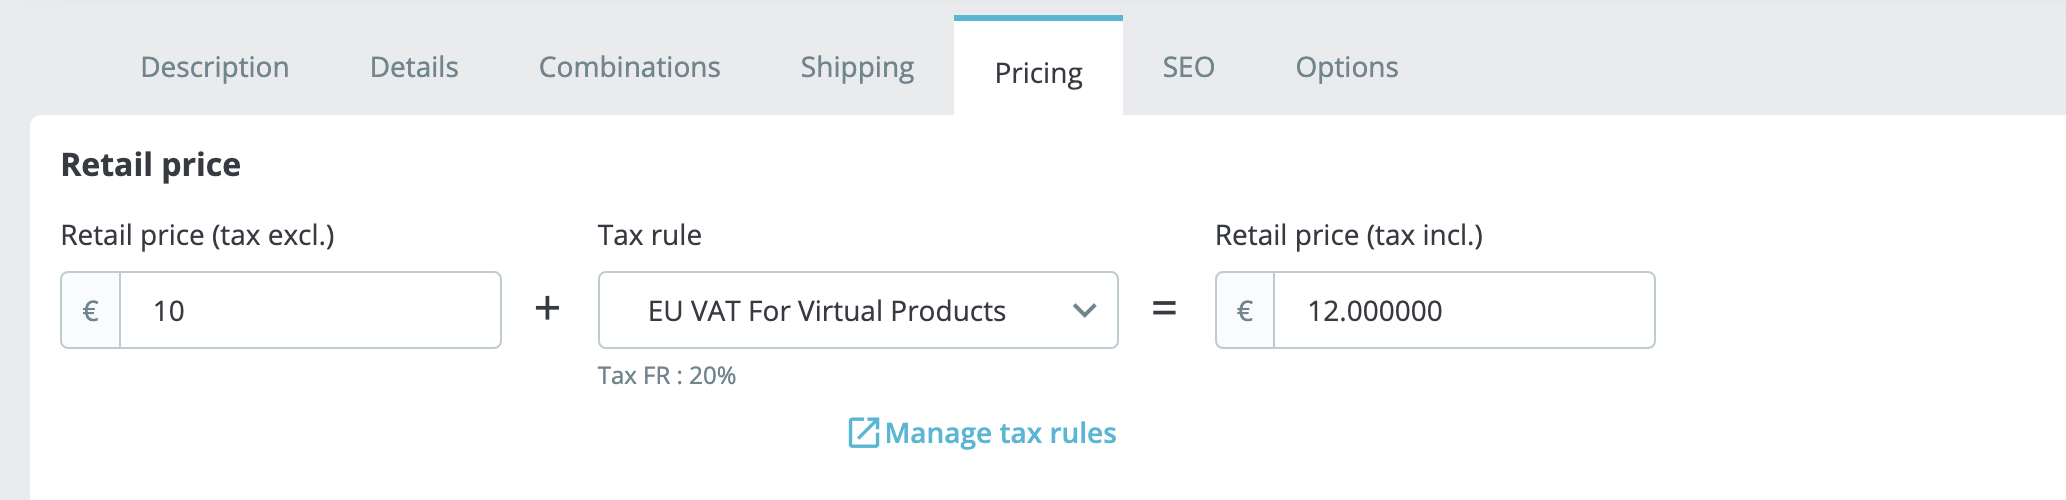 Description Details Combinations Shipping Pricing SEO Options
Retail price
Retail price (tax excl.) Tax rule Retail price (tax incl.)
€ 10 + EU VAT For Virtual Products = € 12.000000
Tax FR : 20%
Manage tax rules